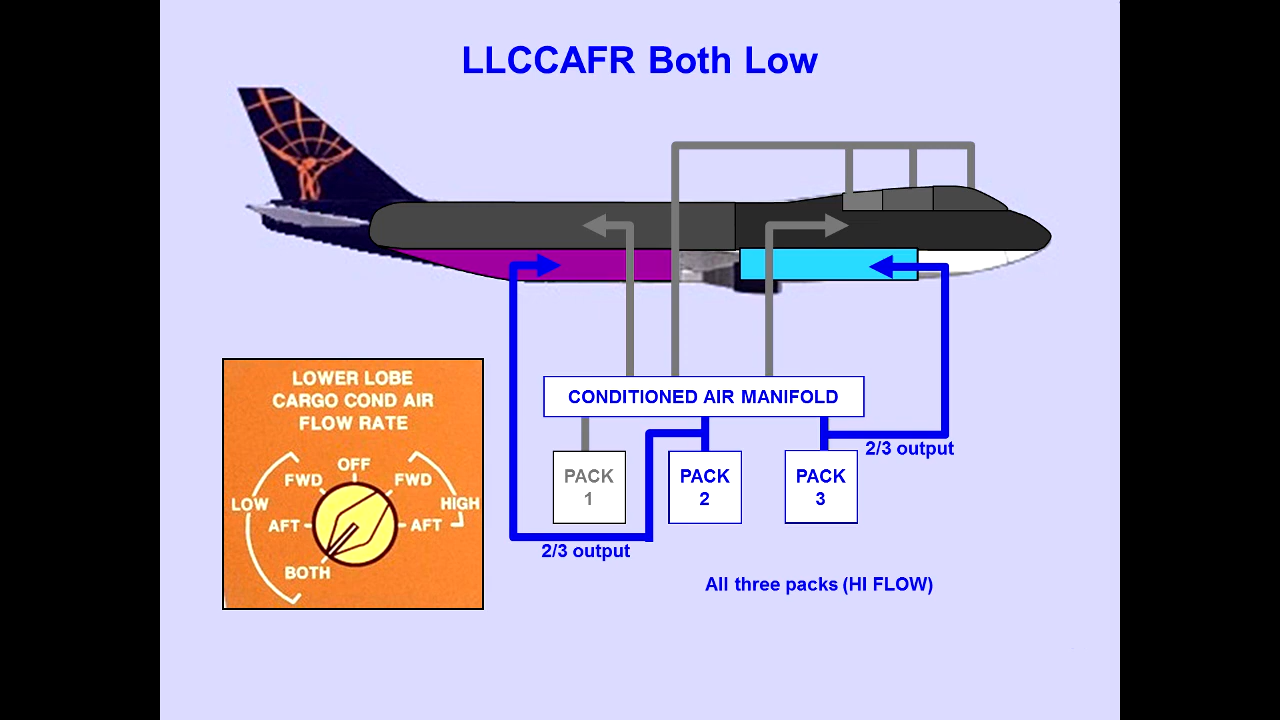 LLCCAFR Both Low
CONDITIONED AIR MANIFOLD
PACK
1
PACK
2
PACK
3
2/3 output
2/3 output
All three packs (HI FLOW)
LOWER LOBE
CARGO COND AIR
FLOW RATE
OFF
FWD
FWD
LOW
HIGH
AFT
AFT
BOTH